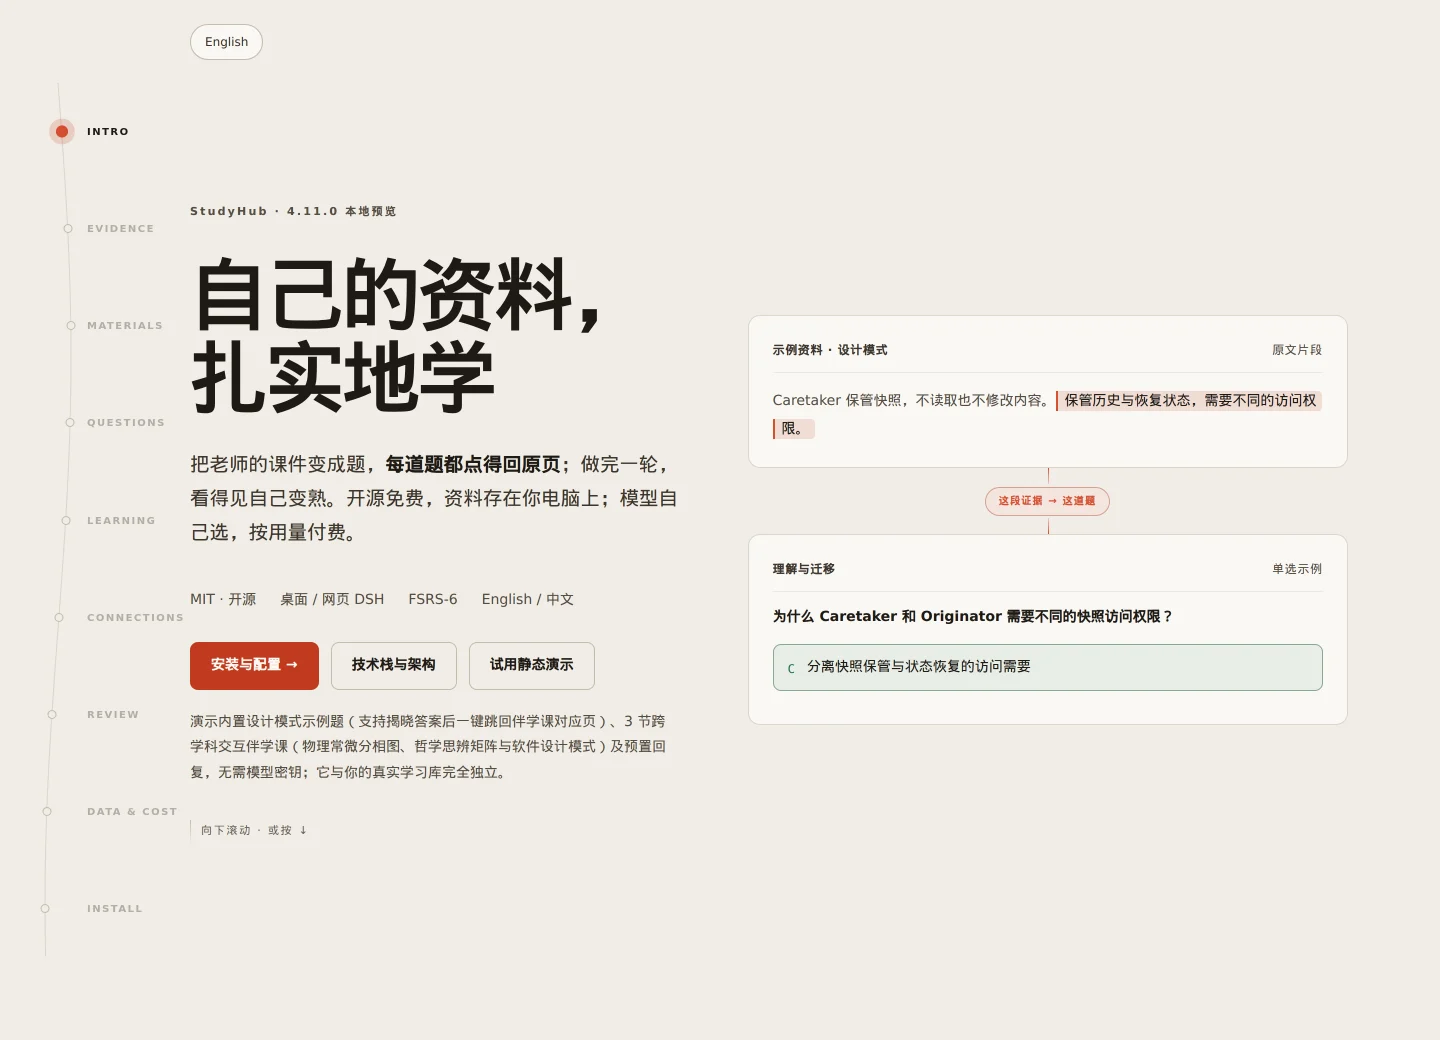 English
INTRO
EVIDENCE
MATERIALS
QUESTIONS
LEARNING
CONNECTIONS
REVIEW
DATA & COST
INSTALL
StudyHub · 4.11.0 本地预览
自己的资料，
扎实地学
把老师的课件变成题，每道题都点得回原页；做完一轮，
看得见自己变熟。开源免费，资料存在你电脑上；模型自
己选，按用量付费。
MIT · 开源 桌面 / 网页 DSH FSRS-6 English / 中文
安装与配置 → 技术栈与架构 试用静态演示
演示内置设计模式示例题（支持揭晓答案后一键跳回伴学课对应页）、3 节跨
学科交互伴学课（物理常微分相图、哲学思辨矩阵与软件设计模式）及预置回
复，无需模型密钥；它与你的真实学习库完全独立。
向下滚动 · 或按 ↓
示例资料 · 设计模式 原文片段
Caretaker 保管快照，不读取也不修改内容。保管历史与恢复状态，需要不同的访问权
限。
这段证据 → 这道题
理解与迁移 单选示例
为什么 Caretaker 和 Originator 需要不同的快照访问权限？
C 分离快照保管与状态恢复的访问需要